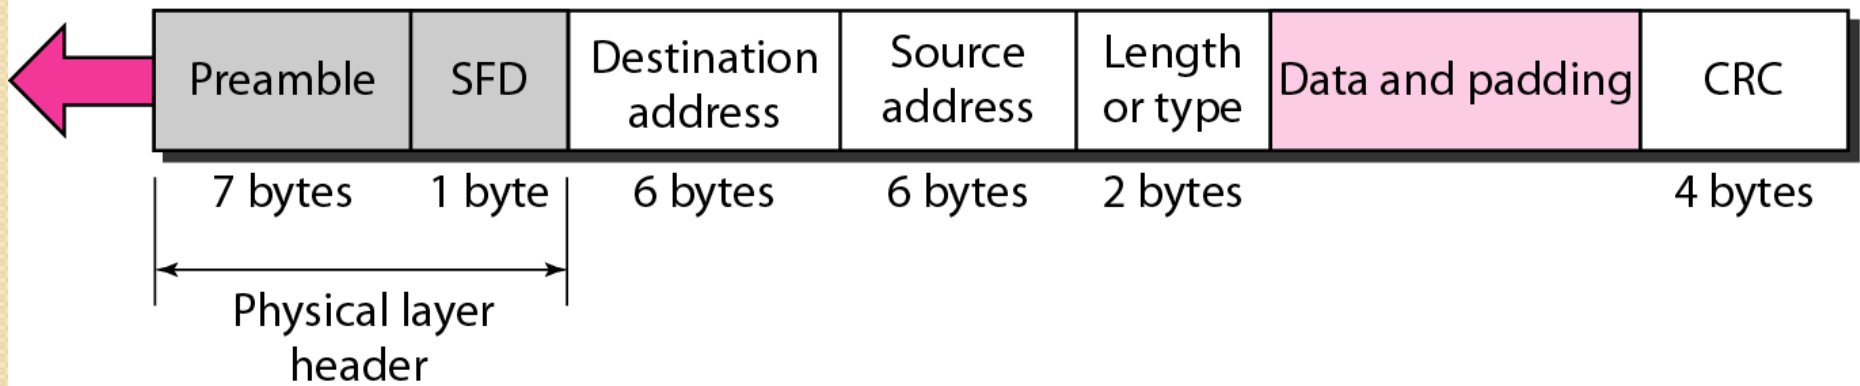 Preamble
SFD
Destination
address
Source
address
Length
or type
Data and padding
CRC
7 bytes
1 byte
6 bytes
6 bytes
2 bytes
4 bytes
Physical layer
header